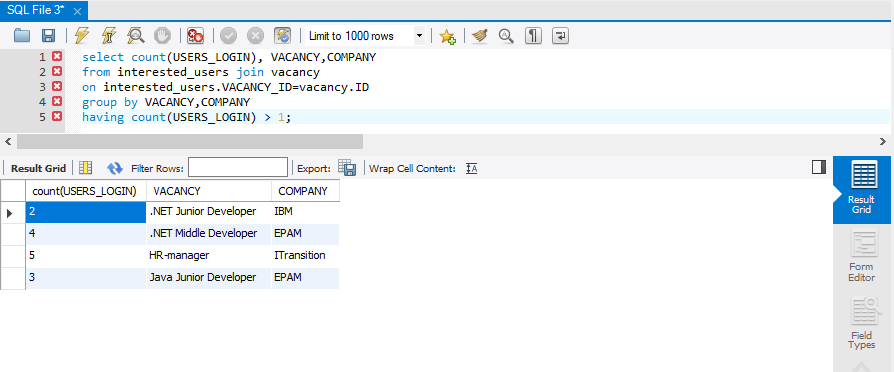 SQL File 3*
Limit to 1000 rows
1 select count(USERS_LOGIN), VACANCY,COMPANY
2 from interested_users join vacancy
3 on interested_users.VACANCY_ID=vacancy.ID
4 group by VACANCY,COMPANY
5 having count(USERS_LOGIN) > 1;
Result Grid Filter Rows: Export: Wrap Cell Content:
count(USERS_LOGIN) VACANCY COMPANY
2 .NET Junior Developer IBM
4 .NET Middle Developer EPAM
5 HR-manager ITransition
3 Java Junior Developer EPAM
Result
Grid
Form
Editor
Field
Types